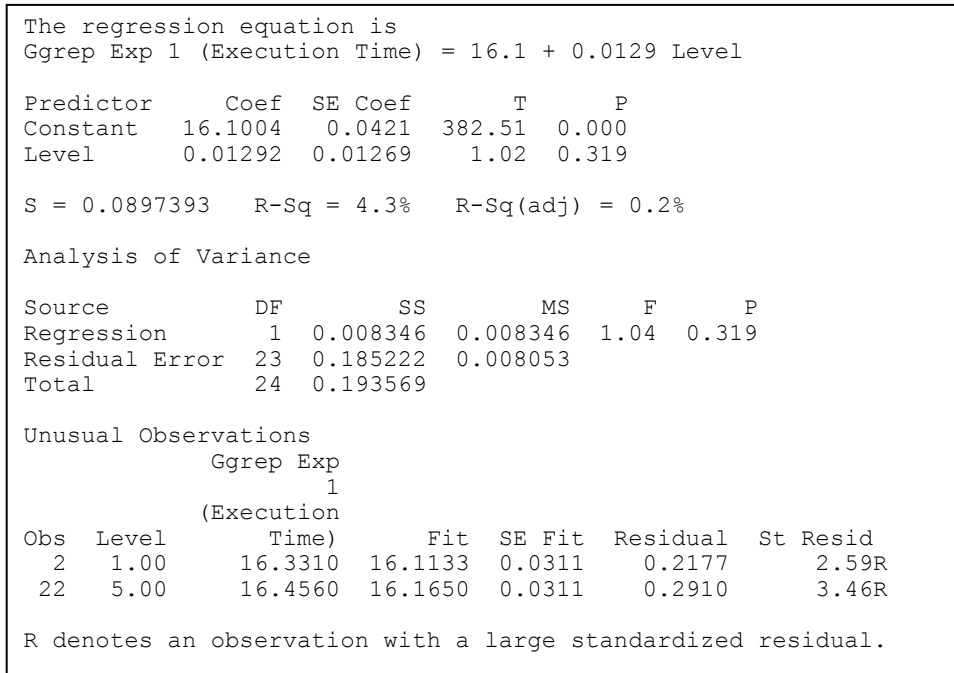 The regression equation is
Ggrep Exp 1 (Execution Time) = 16.1 + 0.0129 Level
Predictor Coef SE Coef T P
Constant 16.1004 0.0421 382.51 0.000
Level 0.01292 0.01269 1.02 0.319
S = 0.0897393 R-Sq = 4.3% R-Sq(adj) = 0.2%
Analysis of Variance
Source DF SS MS F P
Regression 1 0.008346 0.008346 1.04 0.319
Residual Error 23 0.185222 0.008053
Total 24 0.193569
Unusual Observations
Ggrep Exp
1
(Execution
Obs Level Time) Fit SE Fit Residual St Resid
2 1.00 16.3310 16.1133 0.0311 0.2177 2.59R
22 5.00 16.4560 16.1650 0.0311 0.2910 3.46R
R denotes an observation with a large standardized residual.